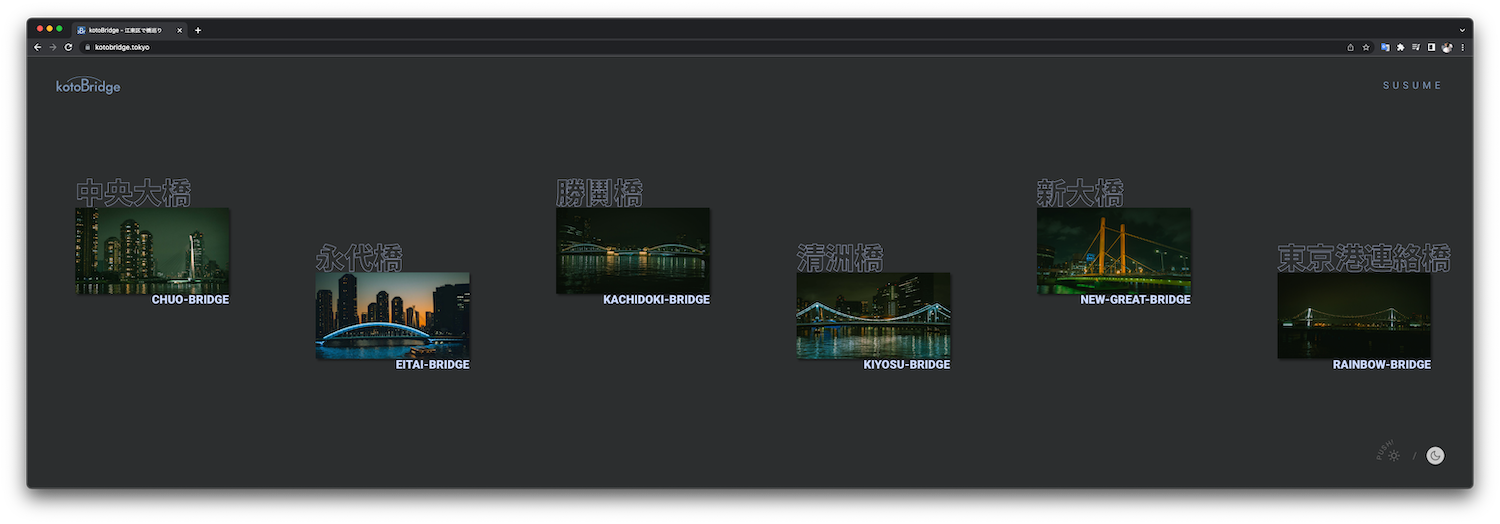 kotoBridge - 江東区で橋巡り
kotobridge.tokyo
kotoBridge
SUSUME
中央大橋
CHUO-BRIDGE
永代橋
EITAI-BRIDGE
勝鬨橋
KACHIDOKI-BRIDGE
清洲橋
KIYOSU-BRIDGE
新大橋
NEW-GREAT-BRIDGE
東京港連絡橋
RAINBOW-BRIDGE
PUSH!
/